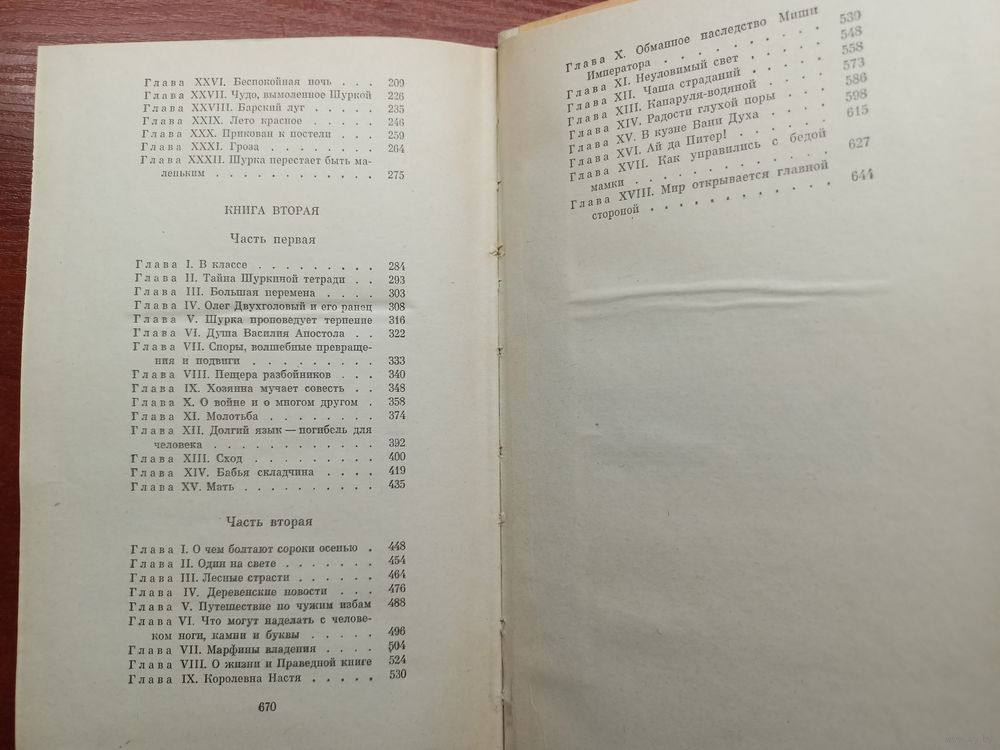 Глава XXVI. Беспокойная ночь . . . 209
Глава XXVII. Чудо, вымоленное Шуркой 226
Глава XXVIII. Барский луг . . . . . 235
Глава XXIX. Лето красное . . . . . . 246
Глава XXX. Прикован к постели . . . 259
Глава XXXI. Гроза . . . . . . . . . 264
Глава XXXII. Шурка перестает быть ма-
леньким . . . . . . . . . . . . 275
КНИГА ВТОРАЯ
Часть первая
Глава I. В классе . . . . . . . . . 284
Глава II. Тайна Шуркиной тетради . . 293
Глава III. Большая перемена . . . . 303
Глава IV. Олег Двухголовый и его ранец 308
Глава V. Шурка проповедует терпение 316
Глава VI. Душа Василия Апостола . . 322
Глава VII. Споры, волшебные превраще-
ния и подвиги . . . . . . . . . 333
Глава VIII. Пещера разбойников . . . 340
Глава IX. Хозяина мучает совесть . . 348
Глава X. О войне и о многом другом . 358
Глава XI. Молотьба . . . . . . . . 374
Глава XII. Долгий язык — погибель для
человека . . . . . . . . . . . . 392
Глава XIII. Сход . . . . . . . . . 400
Глава XIV. Бабья складчина . . . . 419
Глава XV. Мать . . . . . . . . . . 435
Часть вторая
Глава I. О чем болтают сороки осенью . 448
Глава II. Один на свете . . . . . . . 454
Глава III. Лесные страсти . . . . . . 464
Глава IV. Деревенские новости . . . 476
Глава V. Путешествие по чужим избам 488
Глава VI. Что могут наделать с челове-
ком ноги, камни и буквы . . . . . 496
Глава VII. Марфины владения . . . . 504
Глава VIII. О жизни и Праведной книге 524
Глава IX. Королевна Настя . . . . . 530
670
Глава X. Обманное наследство Миши
Императора . . . . . . . . . 539
Глава XI. Неуловимый свет . . . . 548
Глава XII. Чаша страданий . . . . 558
Глава XIII. Капаруля-водяной . . . . 573
Глава XIV. Радости глухой поры . . . 586
Глава XV. В кузне Вани Духа . . . . 598
Глава XVI. Ай да Питер! . . . . . . 615
Глава XVII. Как управились с бедой
мамки . . . . . . . . . . . . 627
Глава XVIII. Мир открывается главной
стороной . . . . . . . . . . . 644